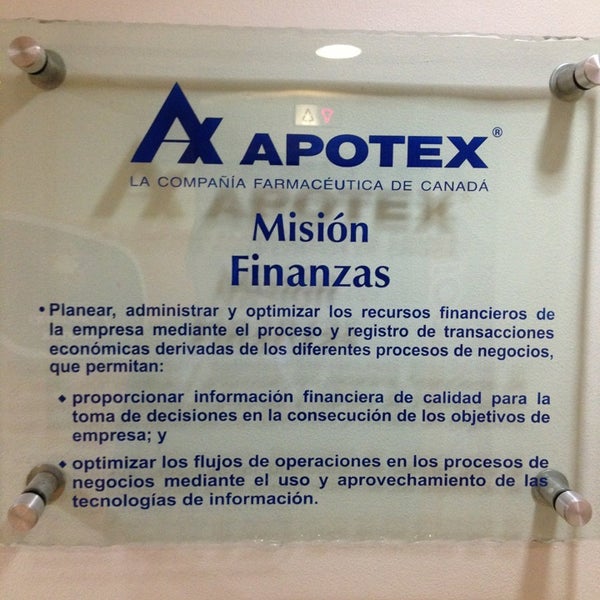 APOTEX®
LA COMPAÑÍA FARMACÉUTICA DE CANADÁ
Misión
Finanzas
• Planear, administrar y optimizar los recursos financieros de
la empresa mediante el proceso y registro de transacciones
económicas derivadas de los diferentes procesos de negocios,
que permitan:
◆ proporcionar información financiera de calidad para la
toma de decisiones en la consecución de los objetivos de
empresa; y
◆ optimizar los flujos de operaciones en los procesos de
negocios mediante el uso y aprovechamiento de las
tecnologías de información.